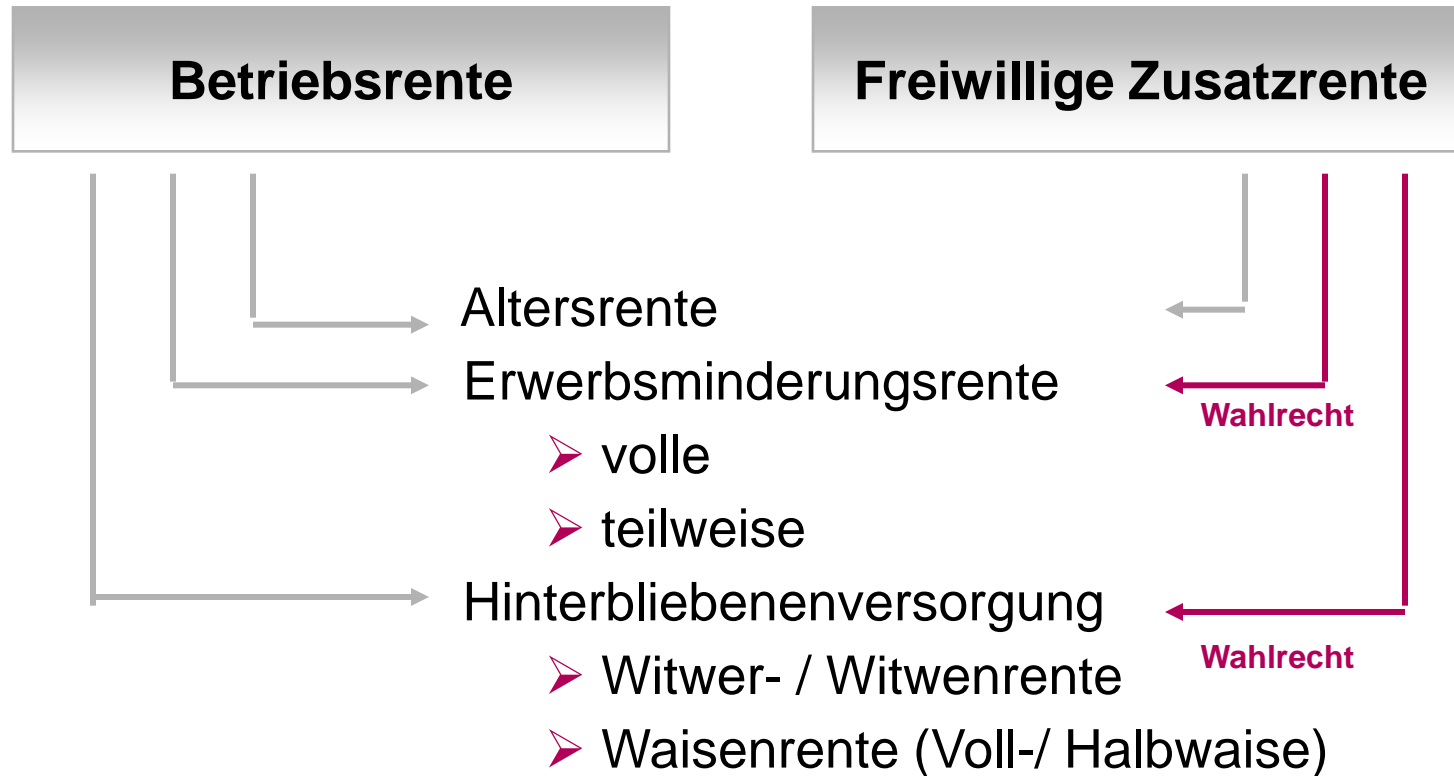 Betriebsrente
Freiwillige Zusatzrente
Altersrente
Erwerbsminderungsrente
Wahlrecht
volle
teilweise
Hinterbliebenenversorgung
Wahlrecht
Witwer- / Witwenrente
Waisenrente (Voll-/ Halbwaise)